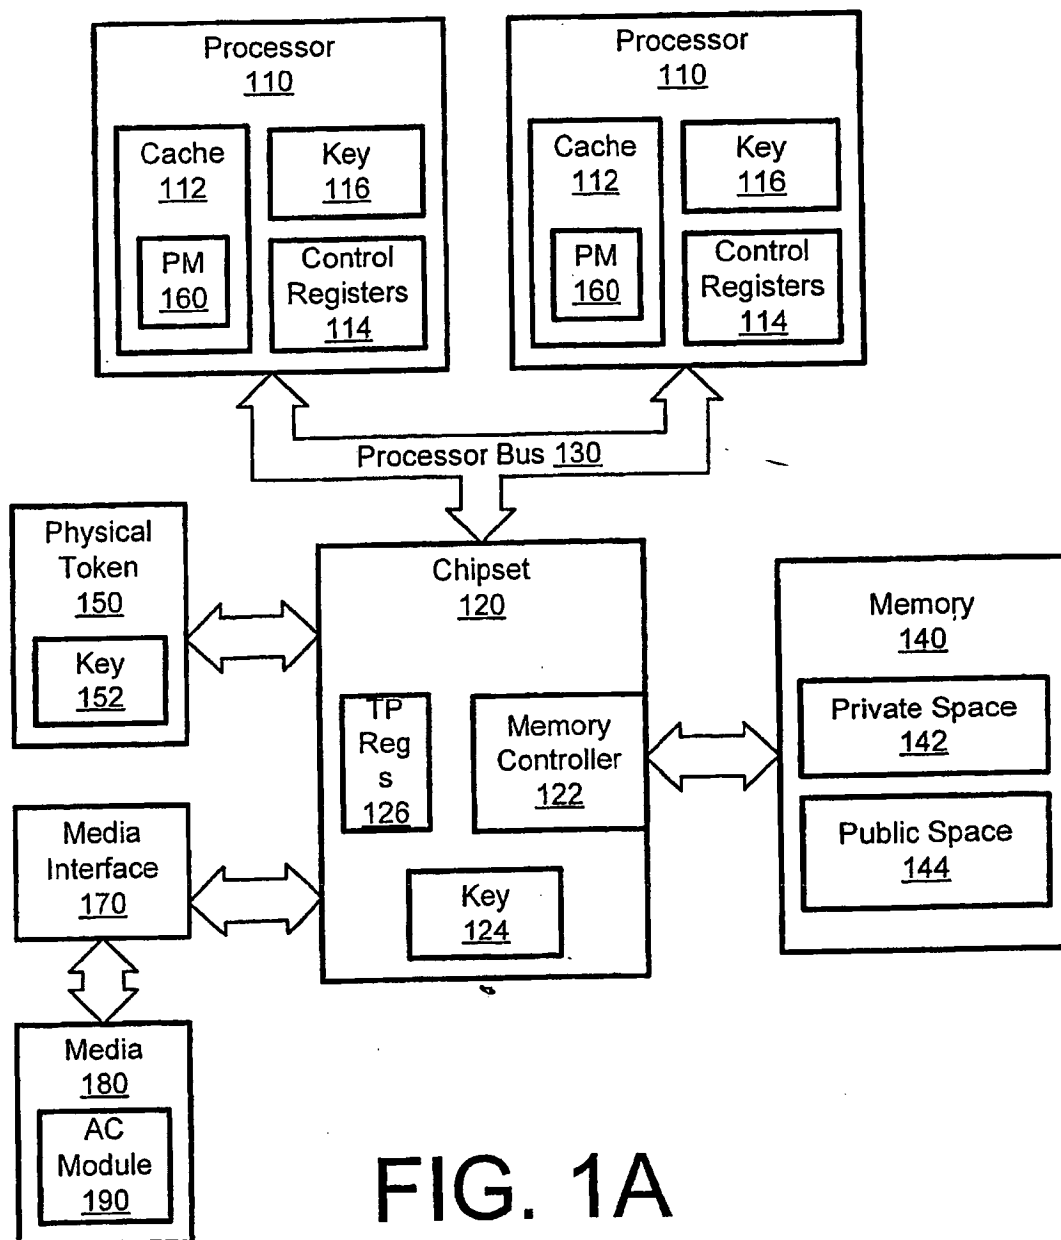 Processor
110
Cache
112
PM
160
Key
116
Control
Registers
114
Processor
110
Cache
112
PM
160
Key
116
Control
Registers
114
Processor Bus 130
Physical
Token
150
Key
152
Chipset
120
TP
Reg
s
126
Memory
Controller
122
Key
124
Memory
140
Private Space
142
Public Space
144
Media
Interface
170
Media
180
AC
Module
190
FIG. 1A